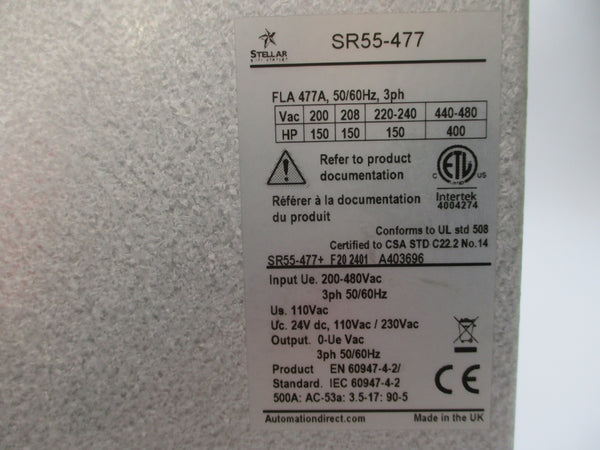 STELLAR
SR55-477
FLA 477A, 50/60Hz, 3ph
Vac 200 208 220-240 440-480
HP 150 150 150 400
Refer to product
documentation
Référer à la documentation
du produit
C ETL US
Intertek
4004274
Conforms to UL std 508
Certified to CSA STD C22.2 No.14
SR55-477+ F20 2401 A403696
Input Ue. 200-480Vac
3ph 50/60Hz
Us. 110Vac
Uc. 24V dc, 110Vac / 230Vac
Output. 0-Ue Vac
3ph 50/60Hz
Product EN 60947-4-2/
Standard. IEC 60947-4-2
500A: AC-53a: 3.5-17: 90-5
CE
Automationdirect.com Made in the UK